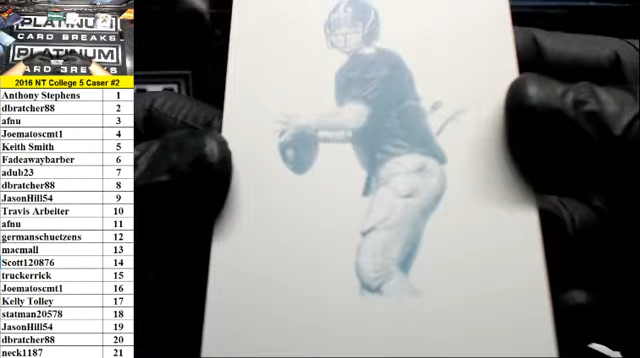 PLATINUM
CARD BREAKS
PLATINUM
CARD BREAKS
2016 NT College 5 Caser #2
Anthony Stephens 1
dbratcher88 2
afnu 3
Joematoscmt1 4
Keith Smith 5
Fadeawaybarber 6
adub23 7
dbratcher88 8
JasonHill54 9
Travis Arbeiter 10
afnu 11
germanschuetzens 12
macmall 13
Scott120876 14
truckerrick 15
Joematoscmt1 16
Kelly Tolley 17
statman20578 18
JasonHill54 19
dbratcher88 20
neck1187 21